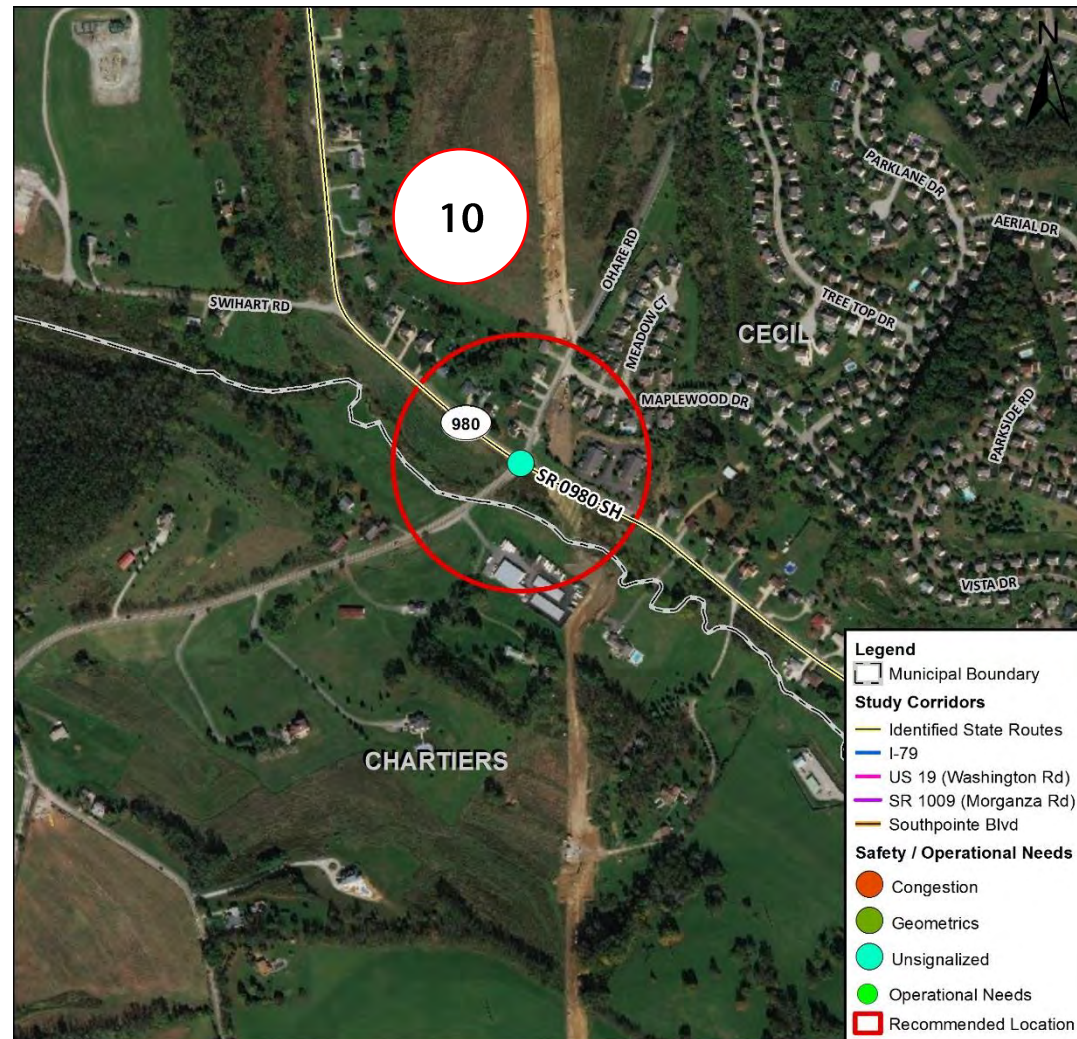 N
10
PARKLANE DR
AERIAL DR
OHARE RD
SWIHART RD
MEADOW CT
TREE TOP DR
CECIL
MAPLEWOOD DR
PARKSIDE RD
980
SR 0980 SH
VISTA DR
CHARTIERS
Legend
Municipal Boundary
Study Corridors
Identified State Routes
I-79
US 19 (Washington Rd)
SR 1009 (Morganza Rd)
Southpointe Blvd
Safety / Operational Needs
Congestion
Geometrics
Unsignalized
Operational Needs
Recommended Location